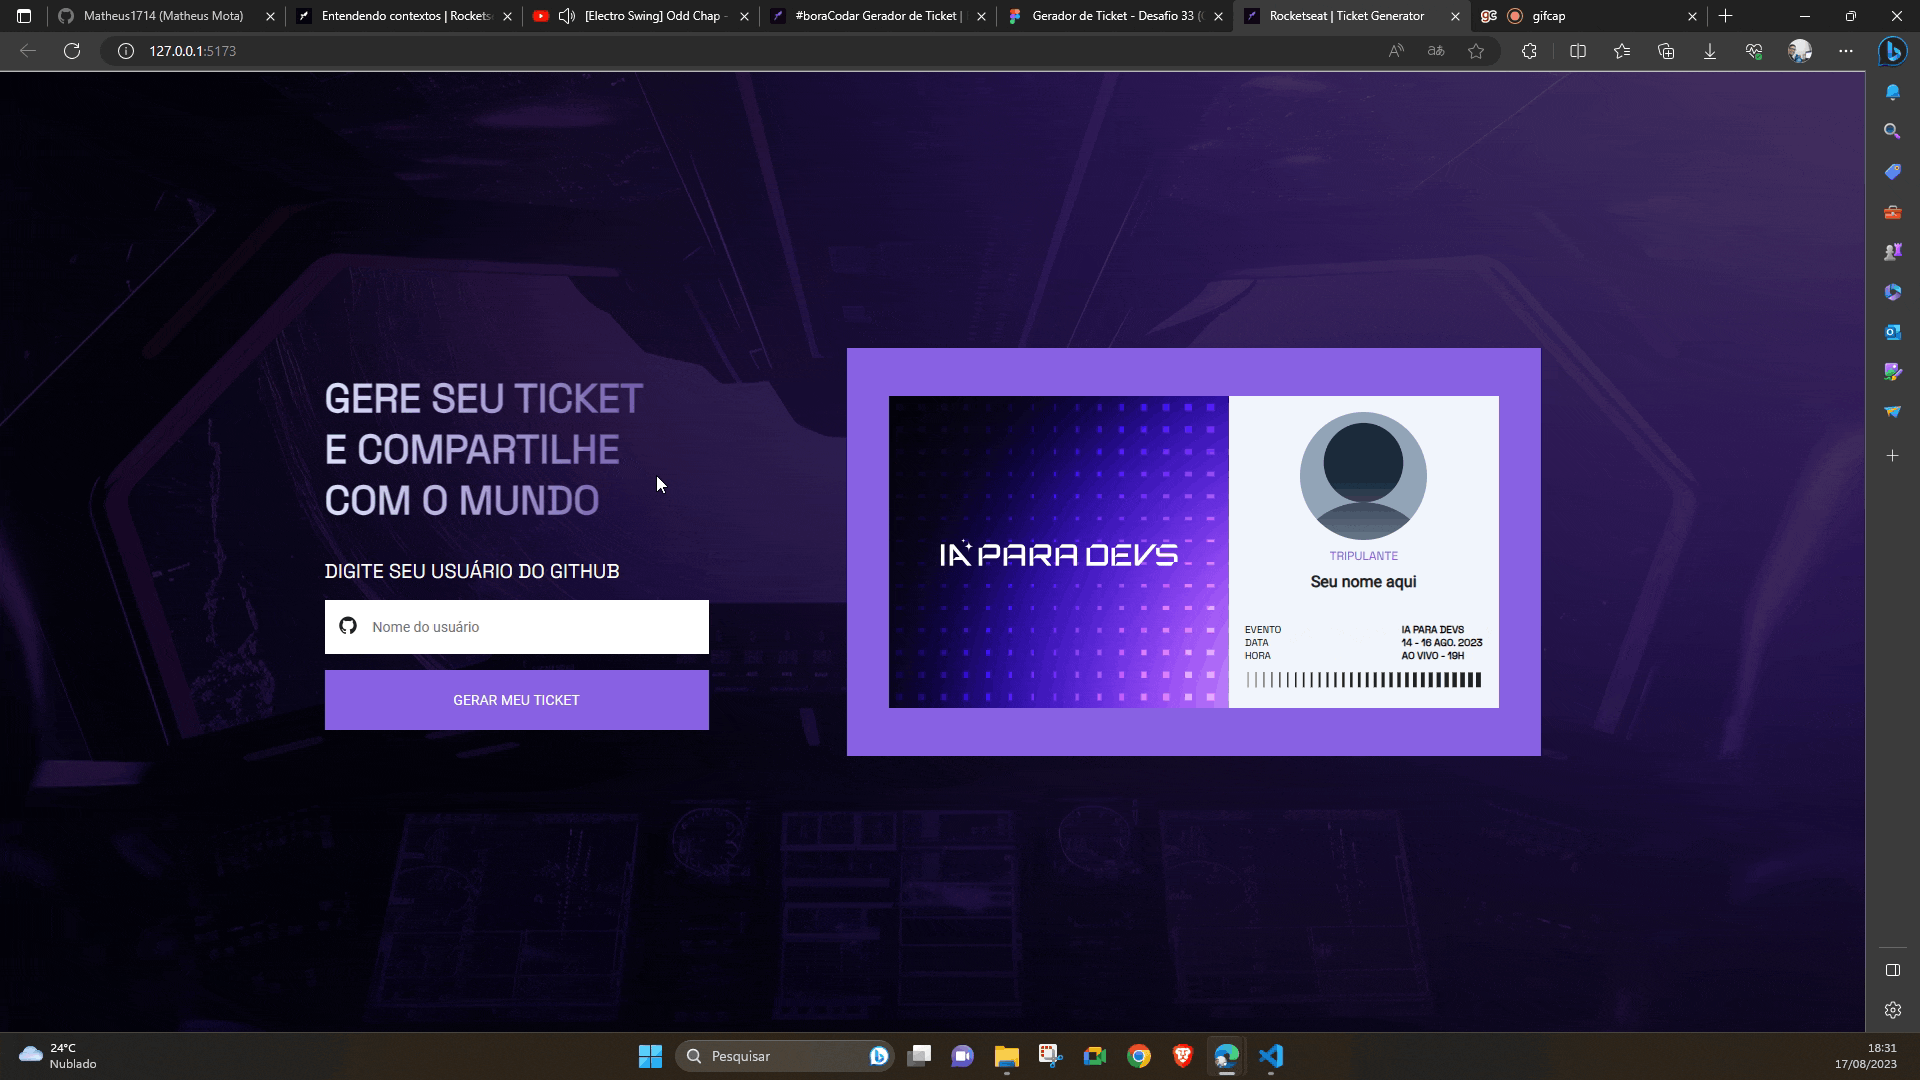 Matheus1714 (Matheus Mota)
Entendendo contextos | Rockets
[Electro Swing] Odd Chap -
#boraCodar Gerador de Ticket |
Gerador de Ticket - Desafio 33 (
Rocketseat | Ticket Generator
gc
gifcap
127.0.0.1:5173
GERE SEU TICKET
E COMPARTILHE
COM O MUNDO
DIGITE SEU USUÁRIO DO GITHUB
Nome do usuário
GERAR MEU TICKET
IA PARA DEVS
TRIPULANTE
Seu nome aqui
EVENTO IA PARA DEVS
DATA 14 - 16 AGO. 2023
HORA AO VIVO - 19H
24°C
Nublado
Pesquisar
18:31
17/08/2023